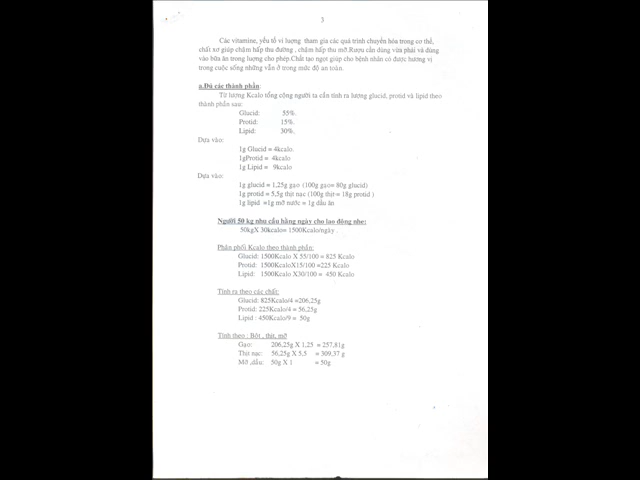 3
Các vitamine, yếu tố vi lượng tham gia các quá trình chuyển hóa trong cơ thể,
chất xơ giúp chậm hấp thu đường , chậm hấp thu mỡ.Rượu cần dùng vừa phải và dùng
vào bữa ăn trong lượng cho phép.Chất tạo ngọt giúp cho bệnh nhân có được hương vị
trong cuộc sống nhưng vẫn ở trong mức độ an toàn.
a.Đủ các thành phần:
Từ lượng Kcalo tổng cộng người ta cần tính ra lượng glucid, protid và lipid theo
thành phần sau:
Glucid: 55%.
Protid: 15%.
Lipid: 30%.
Dựa vào:
1g Glucid = 4kcalo.
1gProtid = 4kcalo
1g Lipid = 9kcalo
Dựa vào:
1g glucid = 1,25g gạo (100g gạo= 80g glucid)
1g protid = 5,5g thịt nạc (100g thịt = 18g protid )
1g lipid =1g mỡ nước = 1g dầu ăn
Người 50 kg nhu cầu hằng ngày cho lao động nhẹ:
50kgX 30kcalo= 1500Kcalo/ngày .
Phân phối Kcalo theo thành phần:
Glucid: 1500Kcalo X 55/100 = 825 Kcalo
Protid: 1500KcaloX15/100 =225 Kcalo
Lipid: 1500Kcalo X30/100 = 450 Kcalo
Tính ra theo các chất:
Glucid: 825Kcalo/4 =206,25g
Protid: 225Kcalo/4 = 56,25g
Lipid : 450Kcalo/9 = 50g
Tính theo : Bột , thịt, mỡ
Gạo: 206,25g X 1,25 = 257,81g
Thịt nạc: 56,25g X 5,5 = 309,37 g
Mỡ ,dầu: 50g X 1 = 50g